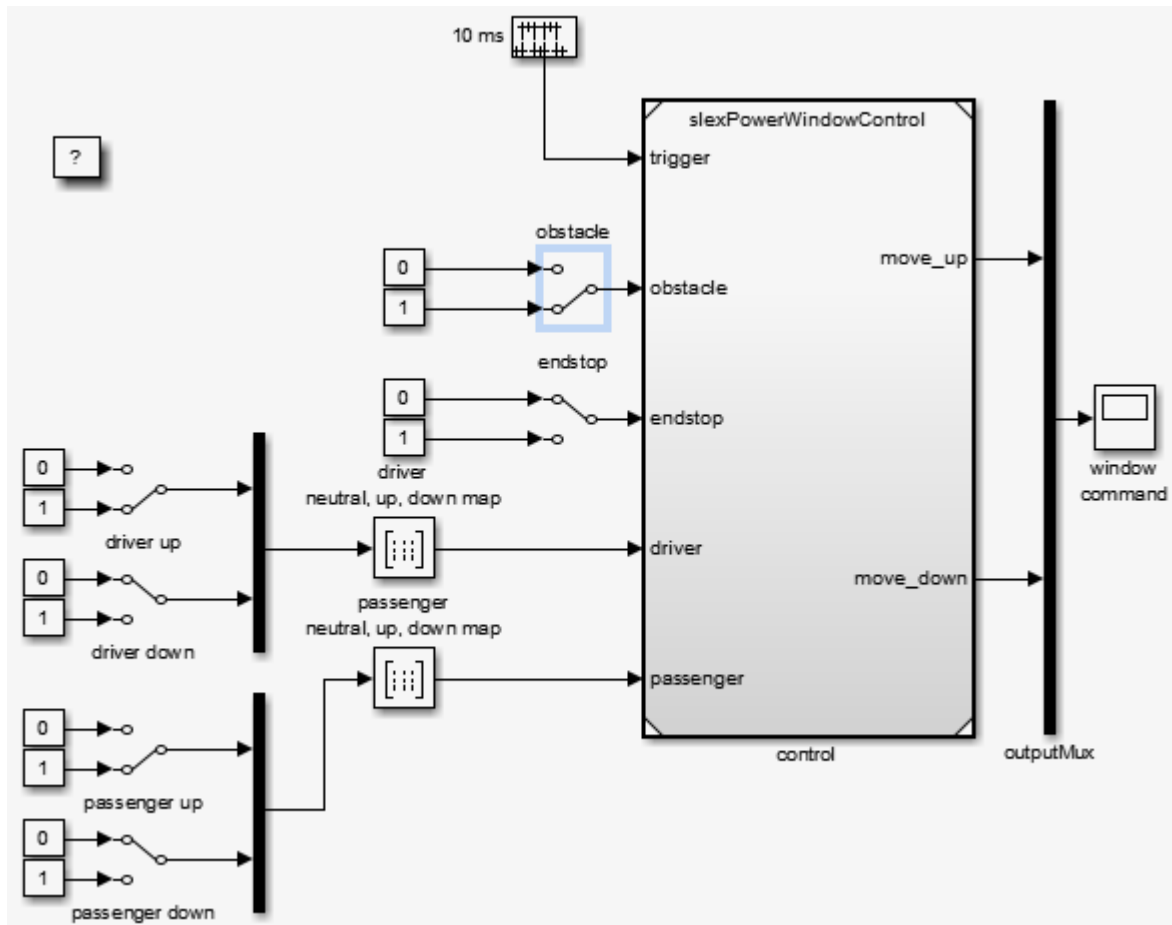 10 ms
slexPowerWindowControl
trigger
?
obstacle
0
1
obstacle
move_up
endstop
0
1
endstop
driver
neutral, up, down map
window
command
0
1
driver up
driver
move_down
0
1
driver down
passenger
neutral, up, down map
passenger
0
1
passenger up
control
outputMux
0
1
passenger down